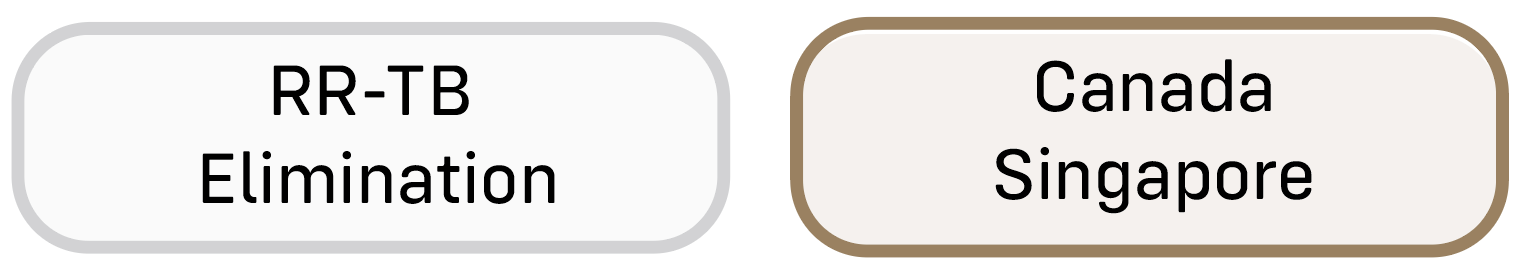 RR-TB
Elimination
Canada
Singapore